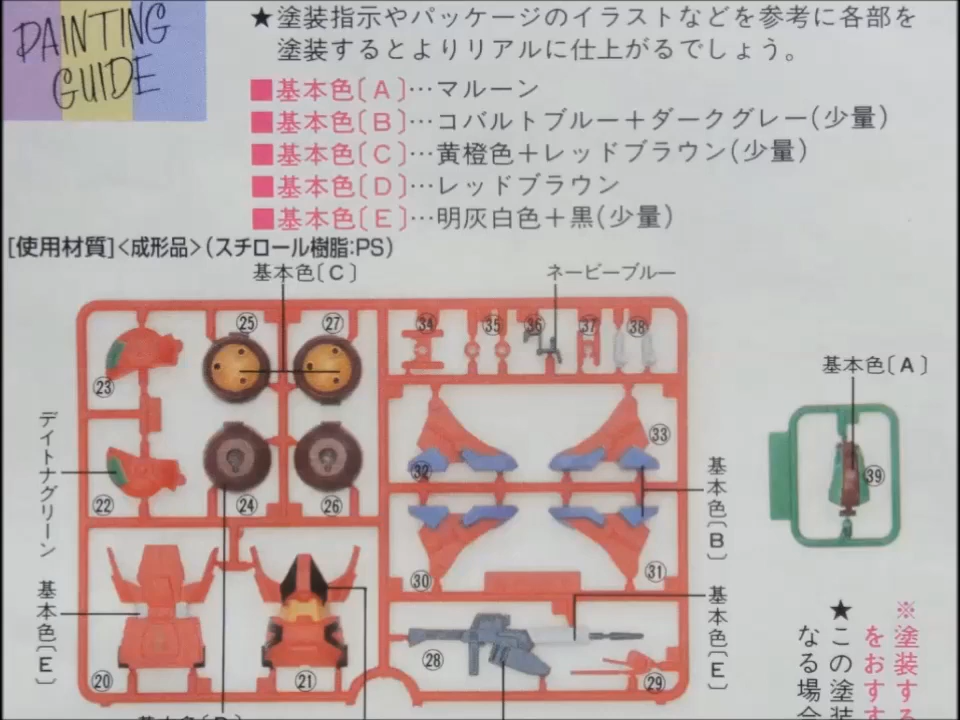 PAINTING
GUIDE
★塗装指示やパッケージのイラストなどを参考に各部を
塗装するとよりリアルに仕上がるでしょう。
■基本色〔A〕…マルーン
■基本色〔B〕…コバルトブルー＋ダークグレー(少量)
■基本色〔C〕…黄橙色＋レッドブラウン(少量)
■基本色〔D〕…レッドブラウン
■基本色〔E〕…明灰白色＋黒(少量)
[使用材質]<成形品>(スチロール樹脂:PS)
基本色〔C〕
ネービーブルー
㉕
㉗
㉞
㉟
㊱
㊲
㊳
㉓
基本色〔A〕
デイトナグリーン
㉝
㉜
㊴
㉒
㉔
㉖
基本色〔B〕
㉚
㉛
基本色〔E〕
基本色〔E〕
㉘
⑳
㉑
㉙
※塗装する
をおすす
★この塗装
なる場合